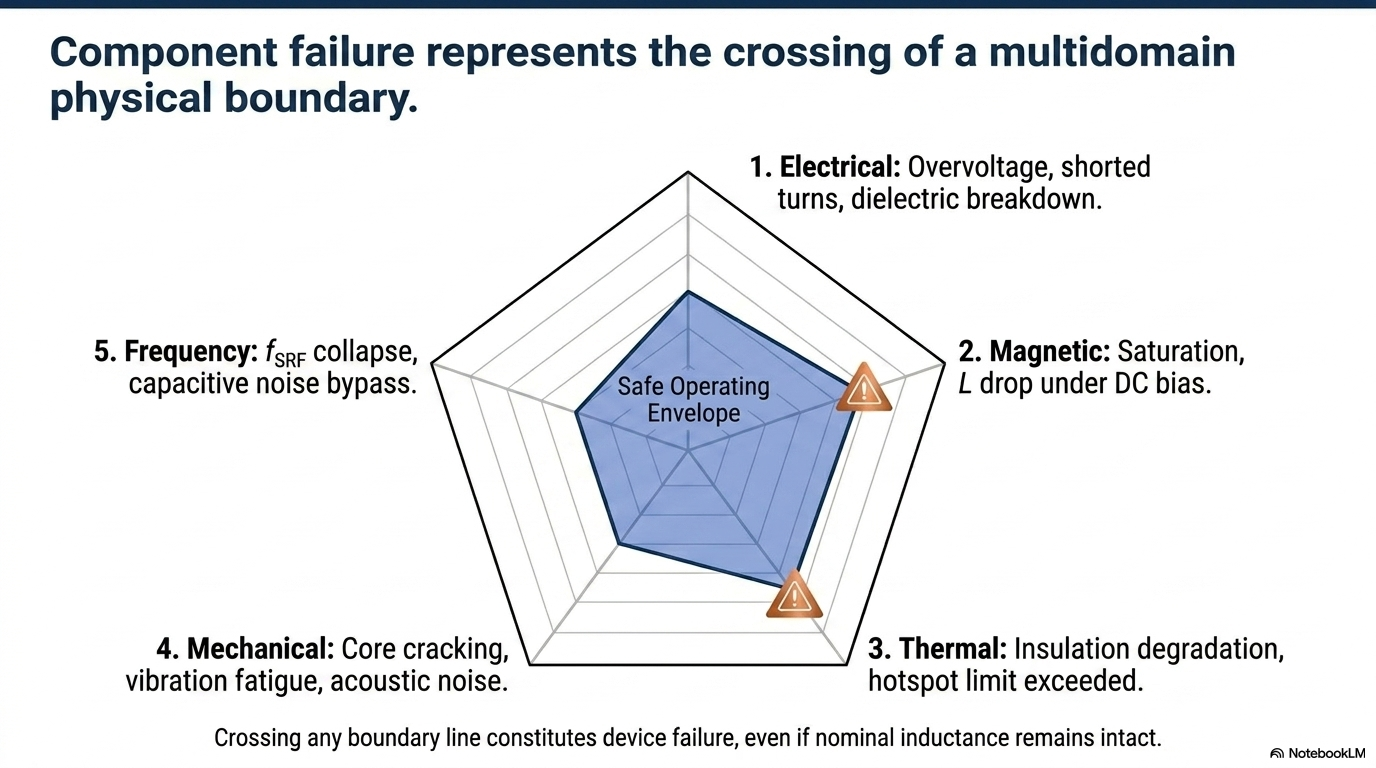 Component failure represents the crossing of a multidomain
physical boundary.
1. Electrical: Overvoltage, shorted
turns, dielectric breakdown.
5. Frequency: fSRF collapse,
capacitive noise bypass.
2. Magnetic: Saturation,
L drop under DC bias.
Safe Operating
Envelope
4. Mechanical: Core cracking,
vibration fatigue, acoustic noise.
3. Thermal: Insulation degradation,
hotspot limit exceeded.
Crossing any boundary line constitutes device failure, even if nominal inductance remains intact.
NotebookLM